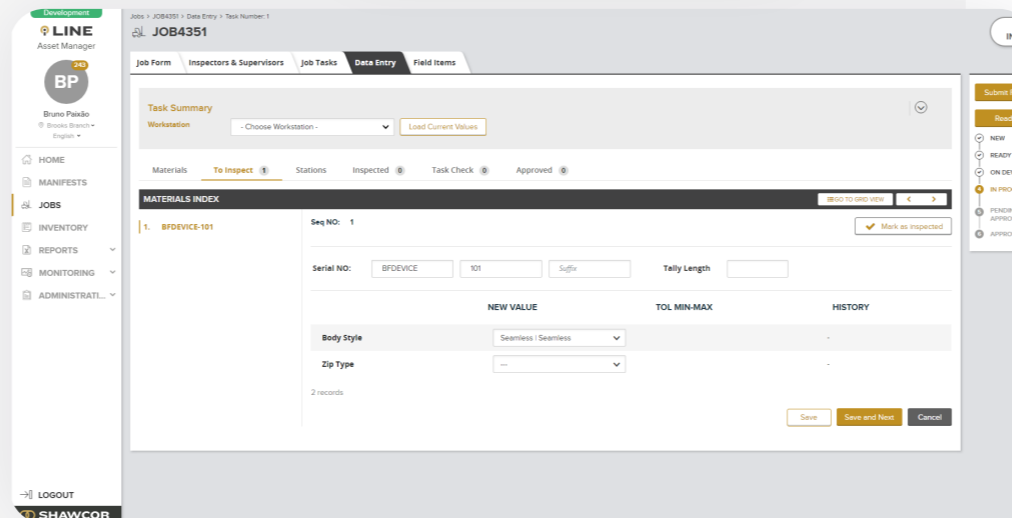 Development
LINE
Asset Manager
243
BP
Bruno Paixão
Brooks Branch
English
HOME
MANIFESTS
JOBS
INVENTORY
REPORTS
MONITORING
ADMINISTRATI...
LOGOUT
SHAWCOR
Jobs > JOB4351 > Data Entry > Task Number: 1
JOB4351
Job Form Inspectors & Supervisors Job Tasks Data Entry Field Items
Task Summary
Workstation - Choose Workstation - Load Current Values
Materials To Inspect 1 Stations Inspected 0 Task Check 0 Approved 0
MATERIALS INDEX GO TO GRID VIEW < >
1. BFDEVICE-101
Seq NO: 1 Mark as inspected
Serial NO: BFDEVICE 101 Suffix Tally Length
NEW VALUE TOL MIN-MAX HISTORY
Body Style Seamless | Seamless -
Zip Type --- -
2 records
Save Save and Next Cancel
IN
Submit
Read
NEW
READY
ON DE
4 IN PRO
5 PENDIN
APPRO
6 APPRO